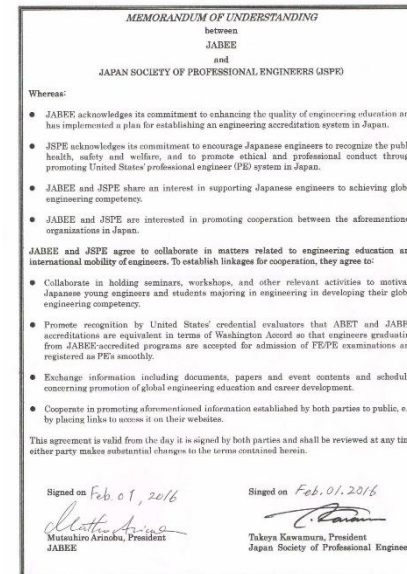 MEMORANDUM OF UNDERSTANDING
between
JABEE
and
JAPAN SOCIETY OF PROFESSIONAL ENGINEERS (JSPE)
Whereas:
● JABEE acknowledges its commitment to enhancing the quality of engineering education an
has implemented a plan for establishing an engineering accreditation system in Japan.
● JSPE acknowledges its commitment to encourage Japanese engineers to recognize the publ
health, safety and welfare, and to promote ethical and professional conduct throug
promoting United States' professional engineer (PE) system in Japan.
● JABEE and JSPE share an interest in supporting Japanese engineers to achieving glob
engineering competency.
● JABEE and JSPE are interested in promoting cooperation between the aforementione
organizations in Japan.
JABEE and JSPE agree to collaborate in matters related to engineering education an
international mobility of engineers. To establish linkages for cooperation, they agree to:
● Collaborate in holding seminars, workshops, and other relevant activities to motiva
Japanese young engineers and students majoring in engineering in developing their glob
engineering competency.
● Promote recognition by United States' credential evaluators that ABET and JABE
accreditations are equivalent in terms of Washington Accord so that engineers graduatin
from JABEE-accredited programs are accepted for admission of FE/PE examinations an
registered as PE's smoothly.
● Exchange information including documents, papers and event contents and schedul
concerning promotion of global engineering education and career development.
● Cooperate in promoting aforementioned information established by both parties to public, e.
by placing links to access it on their websites.
This agreement is valid from the day it is signed by both parties and shall be reviewed at any tim
either party makes substantial changes to the terms contained herein.
Signed on Feb. 01, 2016 Singed on Feb. 01. 2016
Mutsuhiro Arinobu, President Takeya Kawamura, President
JABEE Japan Society of Professional Enginee